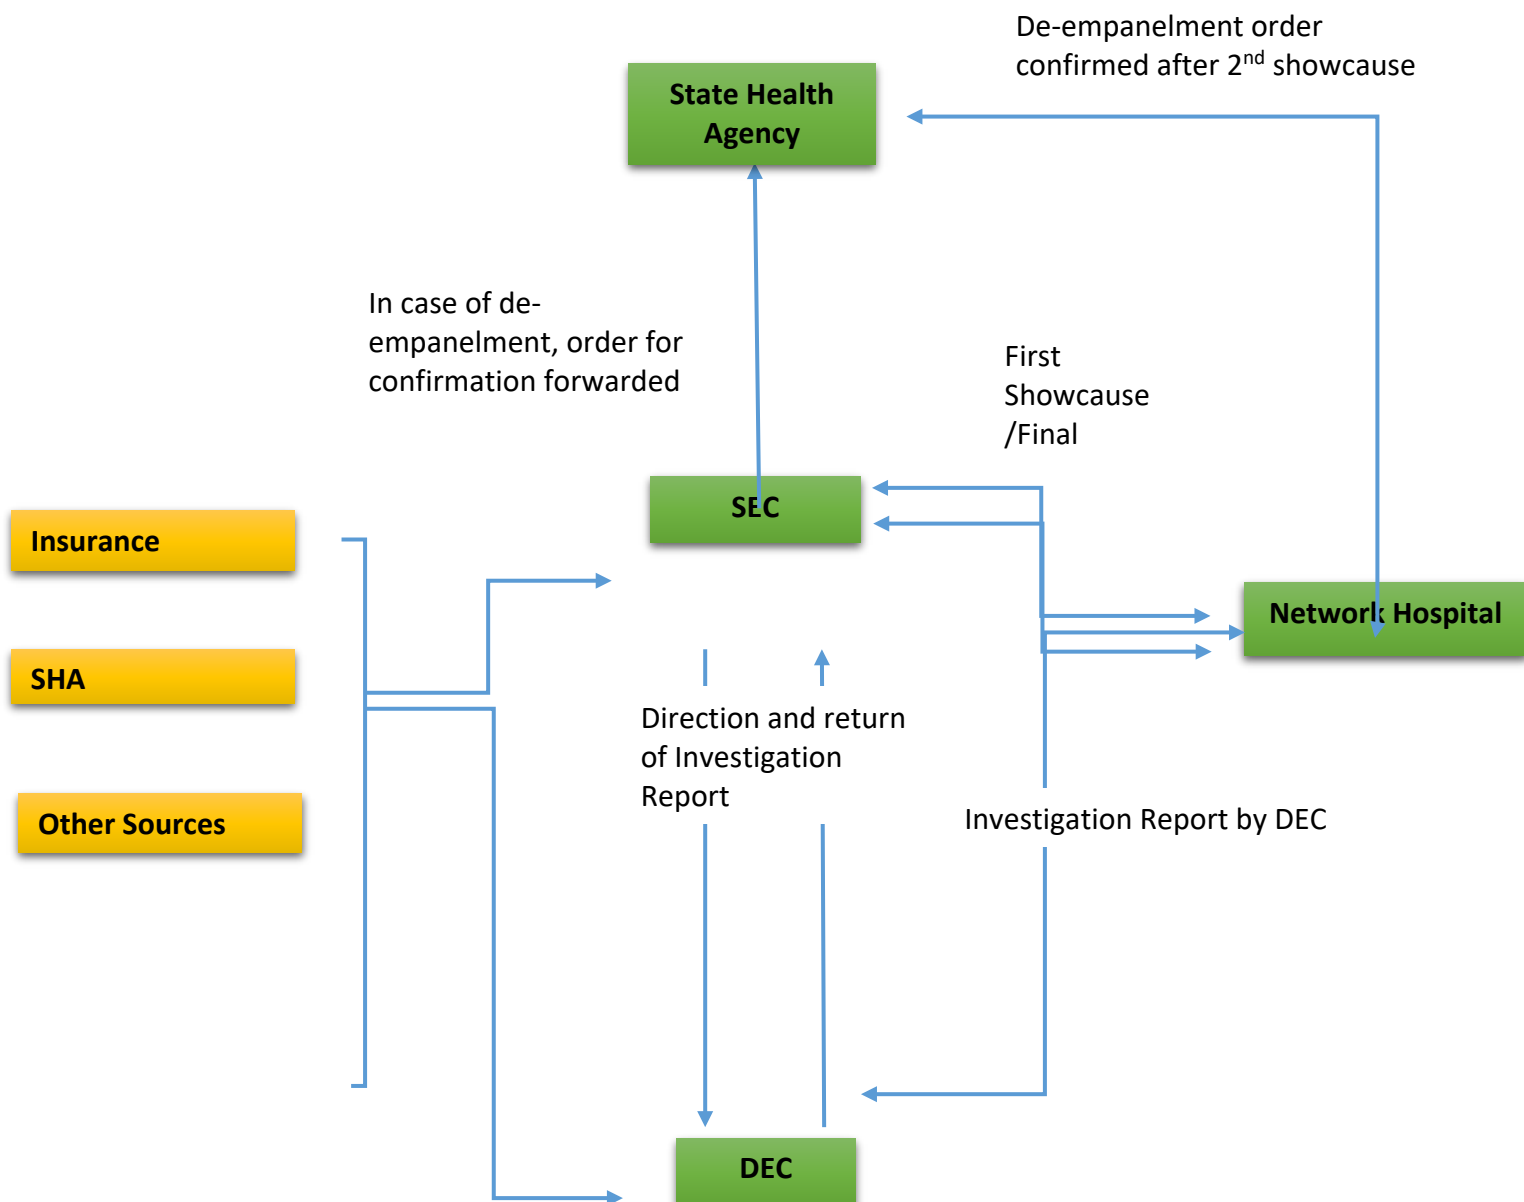 De-empanelment order
confirmed after 2nd showcause
State Health
Agency
In case of de-
empanelment, order for
confirmation forwarded
First
Showcause
/Final
SEC
Insurance
Network Hospital
SHA
Direction and return
of Investigation
Report
Other Sources
Investigation Report by DEC
DEC